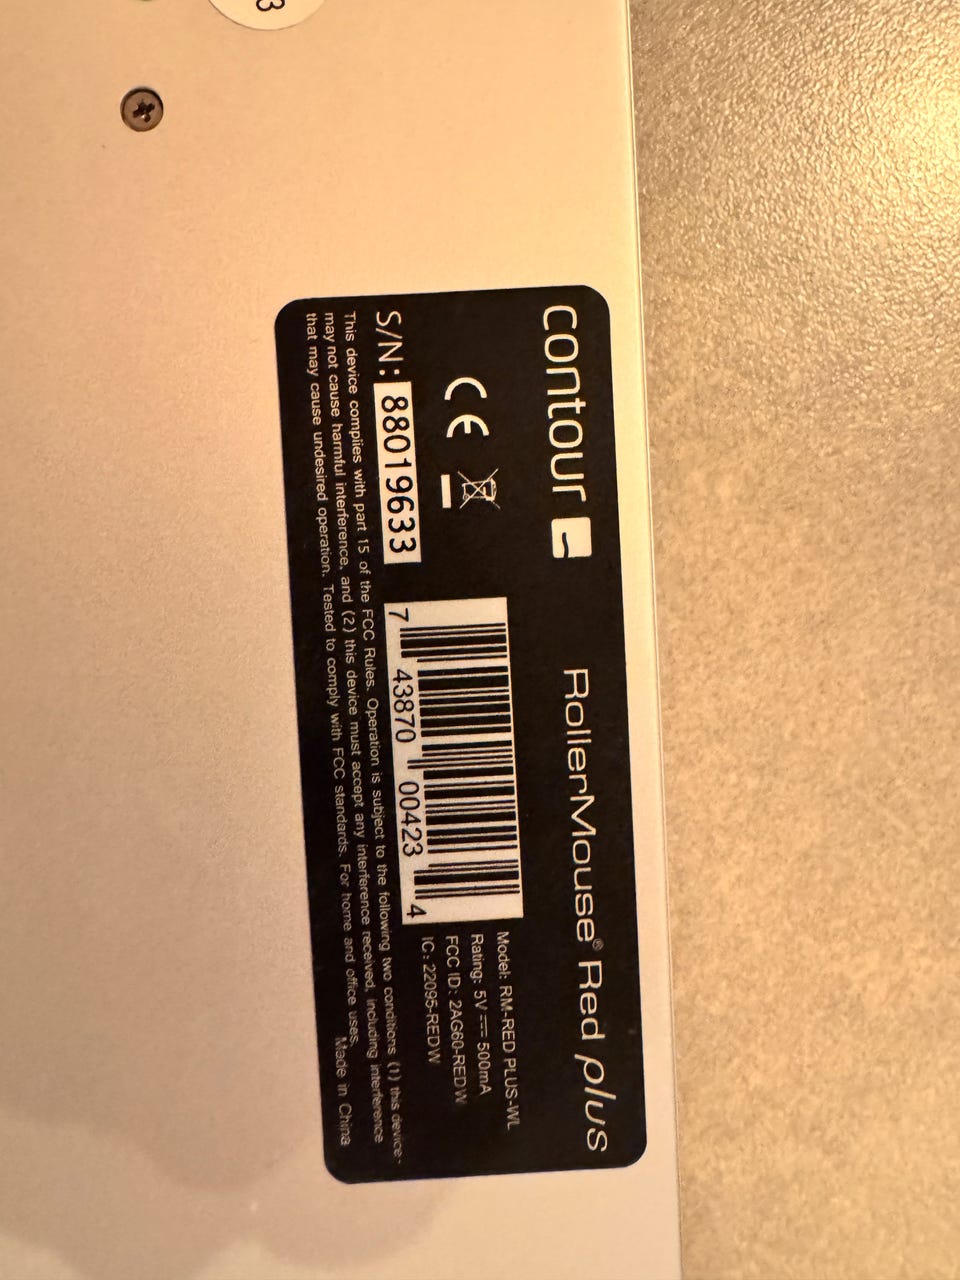 3
contour
RollerMouse® Red plus
CE
S/N: 88019633
7 43870 00423 4
Model: RM-RED PLUS-WL
Rating: 5V ⎓ 500mA
FCC ID: 2AG60-REDW
IC: 22095-REDW
This device complies with part 15 of the FCC Rules. Operation is subject to the following two conditions (1) this device
may not cause harmful interference, and (2) this device must accept any interference received, including interference
that may cause undesired operation. Tested to comply with FCC standards. For home and office uses.
Made in China